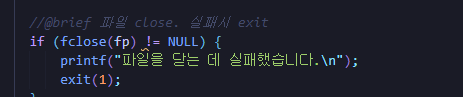 //@brief 파일 close. 실패시 exit
if (fclose(fp) != NULL) {
printf("파일을 닫는 데 실패했습니다.\n");
exit(1);